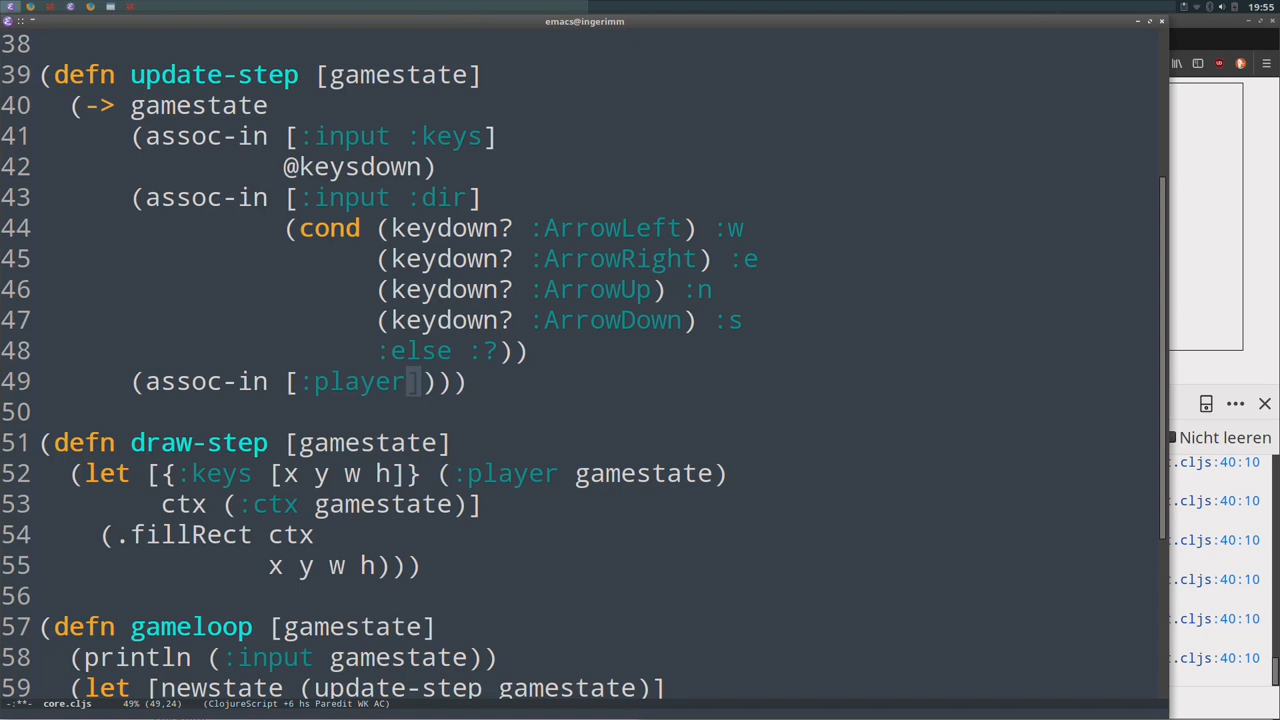 19:55
emacs@ingerimm
38
39 (defn update-step [gamestate]
40 (-> gamestate
41 (assoc-in [:input :keys]
42 @keysdown)
43 (assoc-in [:input :dir]
44 (cond (keydown? :ArrowLeft) :w
45 (keydown? :ArrowRight) :e
46 (keydown? :ArrowUp) :n
47 (keydown? :ArrowDown) :s
48 :else :?))
49 (assoc-in [:player])))
50
51 (defn draw-step [gamestate]
52 (let [{:keys [x y w h]} (:player gamestate)
53 ctx (:ctx gamestate)]
54 (.fillRect ctx
55 x y w h)))
56
57 (defn gameloop [gamestate]
58 (println (:input gamestate))
59 (let [newstate (update-step gamestate)]
-:**- core.cljs 49% (49,24) (ClojureScript +6 hs Paredit WK AC)
Nicht leeren
.cljs:40:10
.cljs:40:10
.cljs:40:10
.cljs:40:10
.cljs:40:10
.cljs:40:10